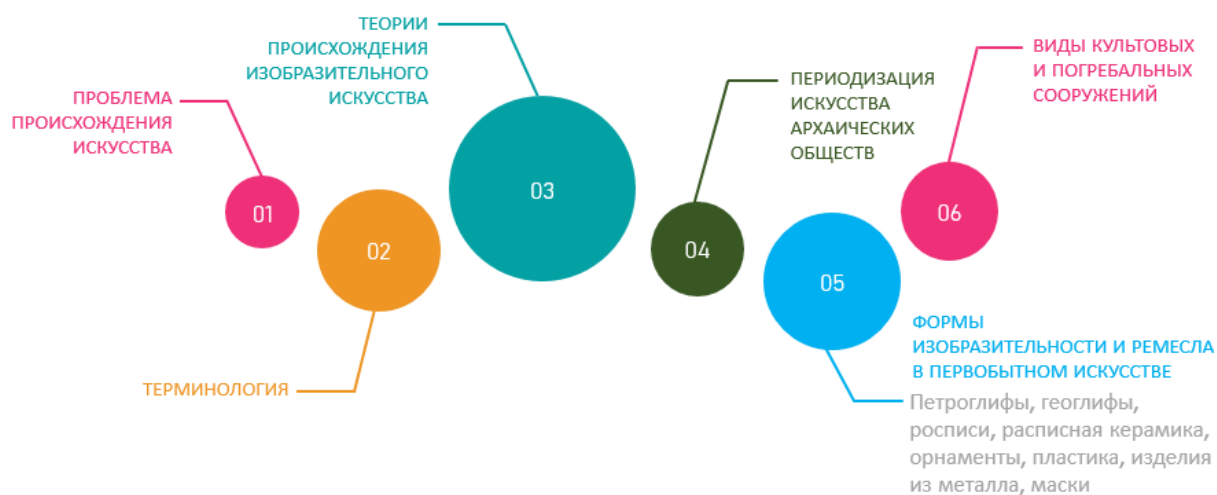 01
ПРОБЛЕМА
ПРОИСХОЖДЕНИЯ
ИСКУССТВА
02
ТЕРМИНОЛОГИЯ
03
ТЕОРИИ
ПРОИСХОЖДЕНИЯ
ИЗОБРАЗИТЕЛЬНОГО
ИСКУССТВА
04
ПЕРИОДИЗАЦИЯ
ИСКУССТВА
АРХАИЧЕСКИХ
ОБЩЕСТВ
05
ФОРМЫ
ИЗОБРАЗИТЕЛЬНОСТИ И РЕМЕСЛА
В ПЕРВОБЫТНОМ ИСКУССТВЕ
Петроглифы, геоглифы,
росписи, расписная керамика,
орнаменты, пластика, изделия
из металла, маски
06
ВИДЫ КУЛЬТОВЫХ
И ПОГРЕБАЛЬНЫХ
СООРУЖЕНИЙ